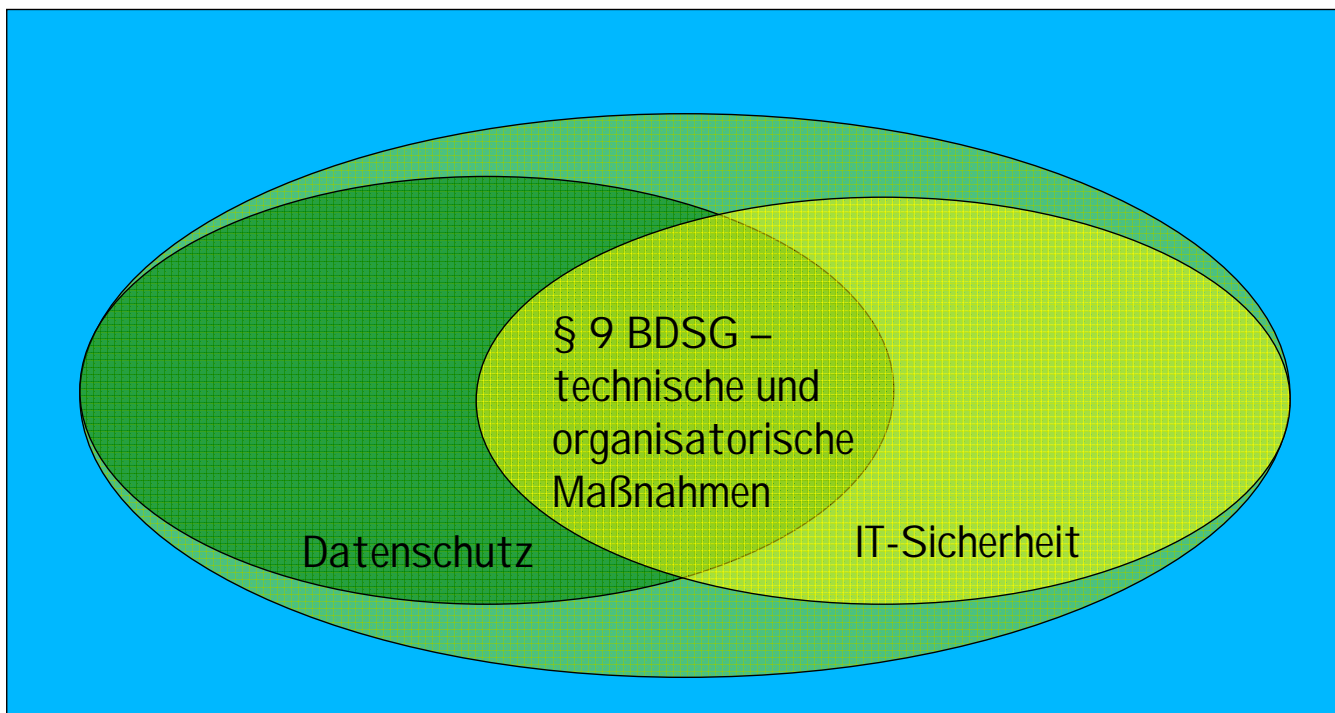 § 9 BDSG –
technische und
organisatorische
Maßnahmen
Datenschutz
IT-Sicherheit